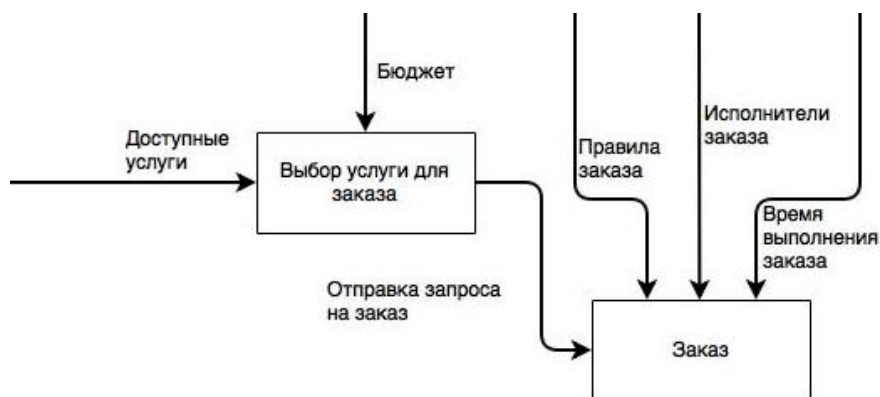 Бюджет
Доступные
услуги
Выбор услуги для
заказа
Правила
заказа
Исполнители
заказа
Время
выполнения
заказа
Отправка запроса
на заказ
Заказ